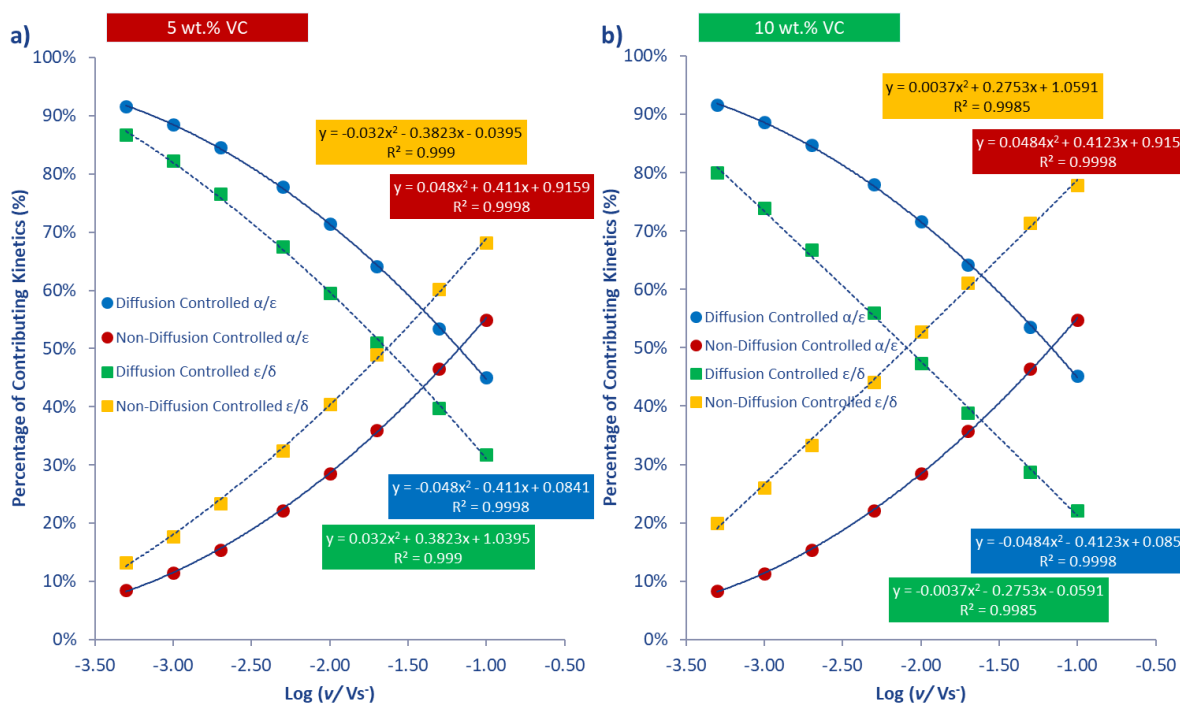 5 wt.% VC
a)
100%
90%
80%
70%
60%
50%
40%
30%
20%
10%
0%
Percentage of Contributing Kinetics (%)
y = -0.032x² - 0.3823x - 0.0395
R² = 0.999
y = 0.048x² + 0.411x + 0.9159
R² = 0.9998
Diffusion Controlled α/ε
Non-Diffusion Controlled α/ε
Diffusion Controlled ε/δ
Non-Diffusion Controlled ε/δ
y = -0.048x² - 0.411x + 0.0841
R² = 0.9998
y = 0.032x² + 0.3823x + 1.0395
R² = 0.999
-3.50 -3.00 -2.50 -2.00 -1.50 -1.00 -0.50
Log (v/ Vs⁻)
10 wt.% VC
b)
100%
90%
80%
70%
60%
50%
40%
30%
20%
10%
0%
Percentage of Contributing Kinetics (%)
y = 0.0037x² + 0.2753x + 1.0591
R² = 0.9985
y = 0.0484x² + 0.4123x + 0.915
R² = 0.9998
Diffusion Controlled α/ε
Non-Diffusion Controlled α/ε
Diffusion Controlled ε/δ
Non-Diffusion Controlled ε/δ
y = -0.0484x² - 0.4123x + 0.085
R² = 0.9998
y = -0.0037x² - 0.2753x - 0.0591
R² = 0.9985
-3.50 -3.00 -2.50 -2.00 -1.50 -1.00 -0.50
Log (v/ Vs⁻)